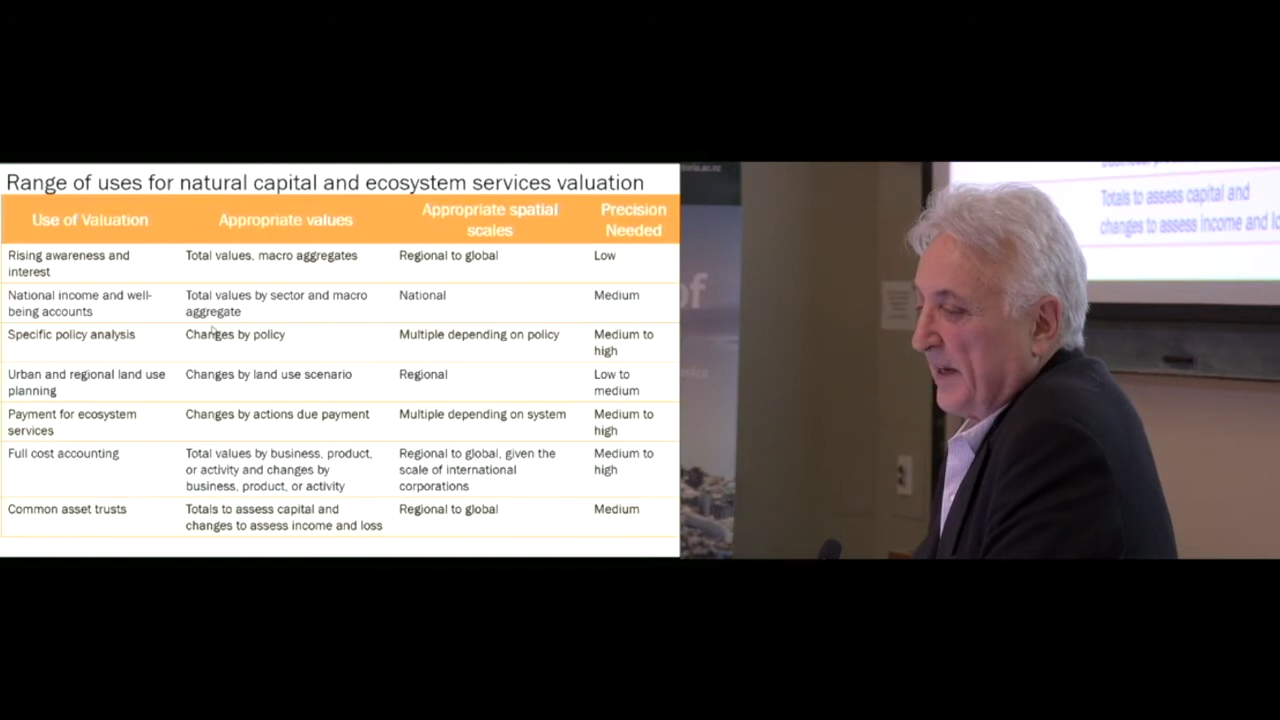 Range of uses for natural capital and ecosystem services valuation
Use of Valuation
Appropriate values
Appropriate spatial
scales
Precision
Needed
Rising awareness and
interest
Total values, macro aggregates
Regional to global
Low
National income and well-
being accounts
Total values by sector and macro
aggregate
National
Medium
Specific policy analysis
Changes by policy
Multiple depending on policy
Medium to
high
Urban and regional land use
planning
Changes by land use scenario
Regional
Low to
medium
Payment for ecosystem
services
Changes by actions due payment
Multiple depending on system
Medium to
high
Full cost accounting
Total values by business, product,
or activity and changes by
business, product, or activity
Regional to global, given the
scale of international
corporations
Medium to
high
Common asset trusts
Totals to assess capital and
changes to assess income and loss
Regional to global
Medium
of
Totals to assess capital and
changes to assess income and lo